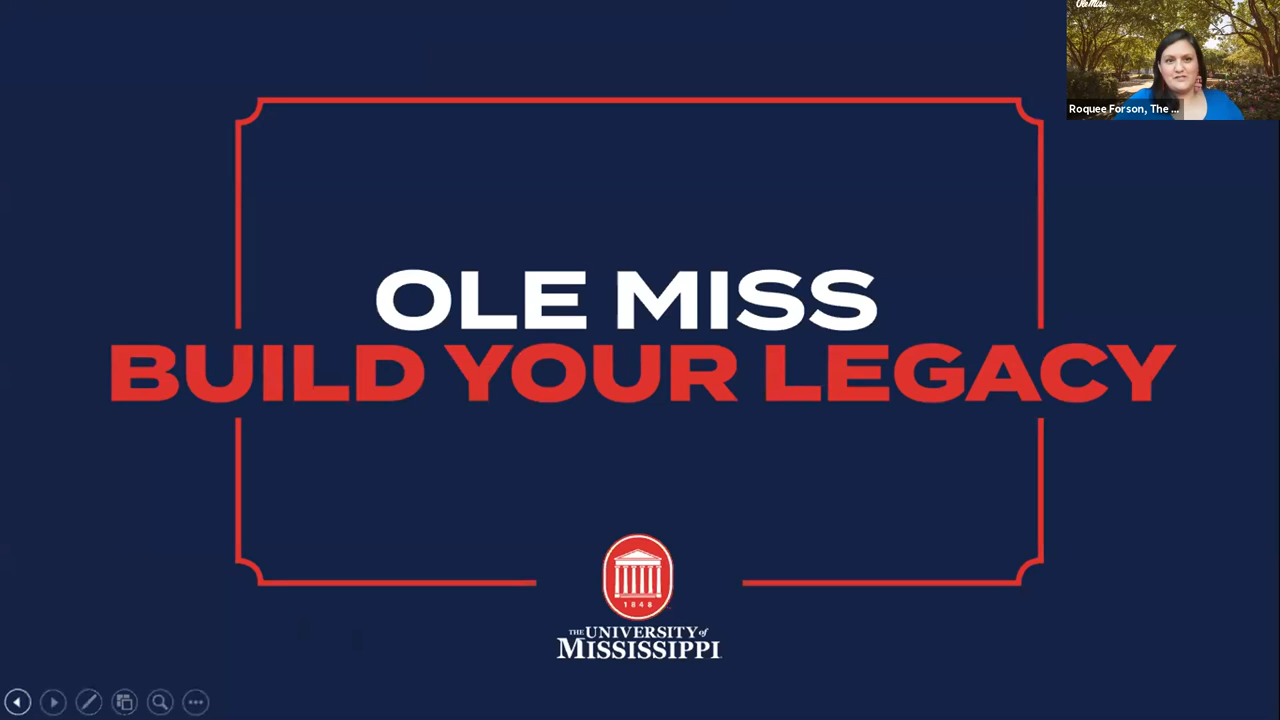 Ole Miss
Roquee Forson, The ...
OLE MISS
BUILD YOUR LEGACY
1848
THE UNIVERSITY of
MISSISSIPPI